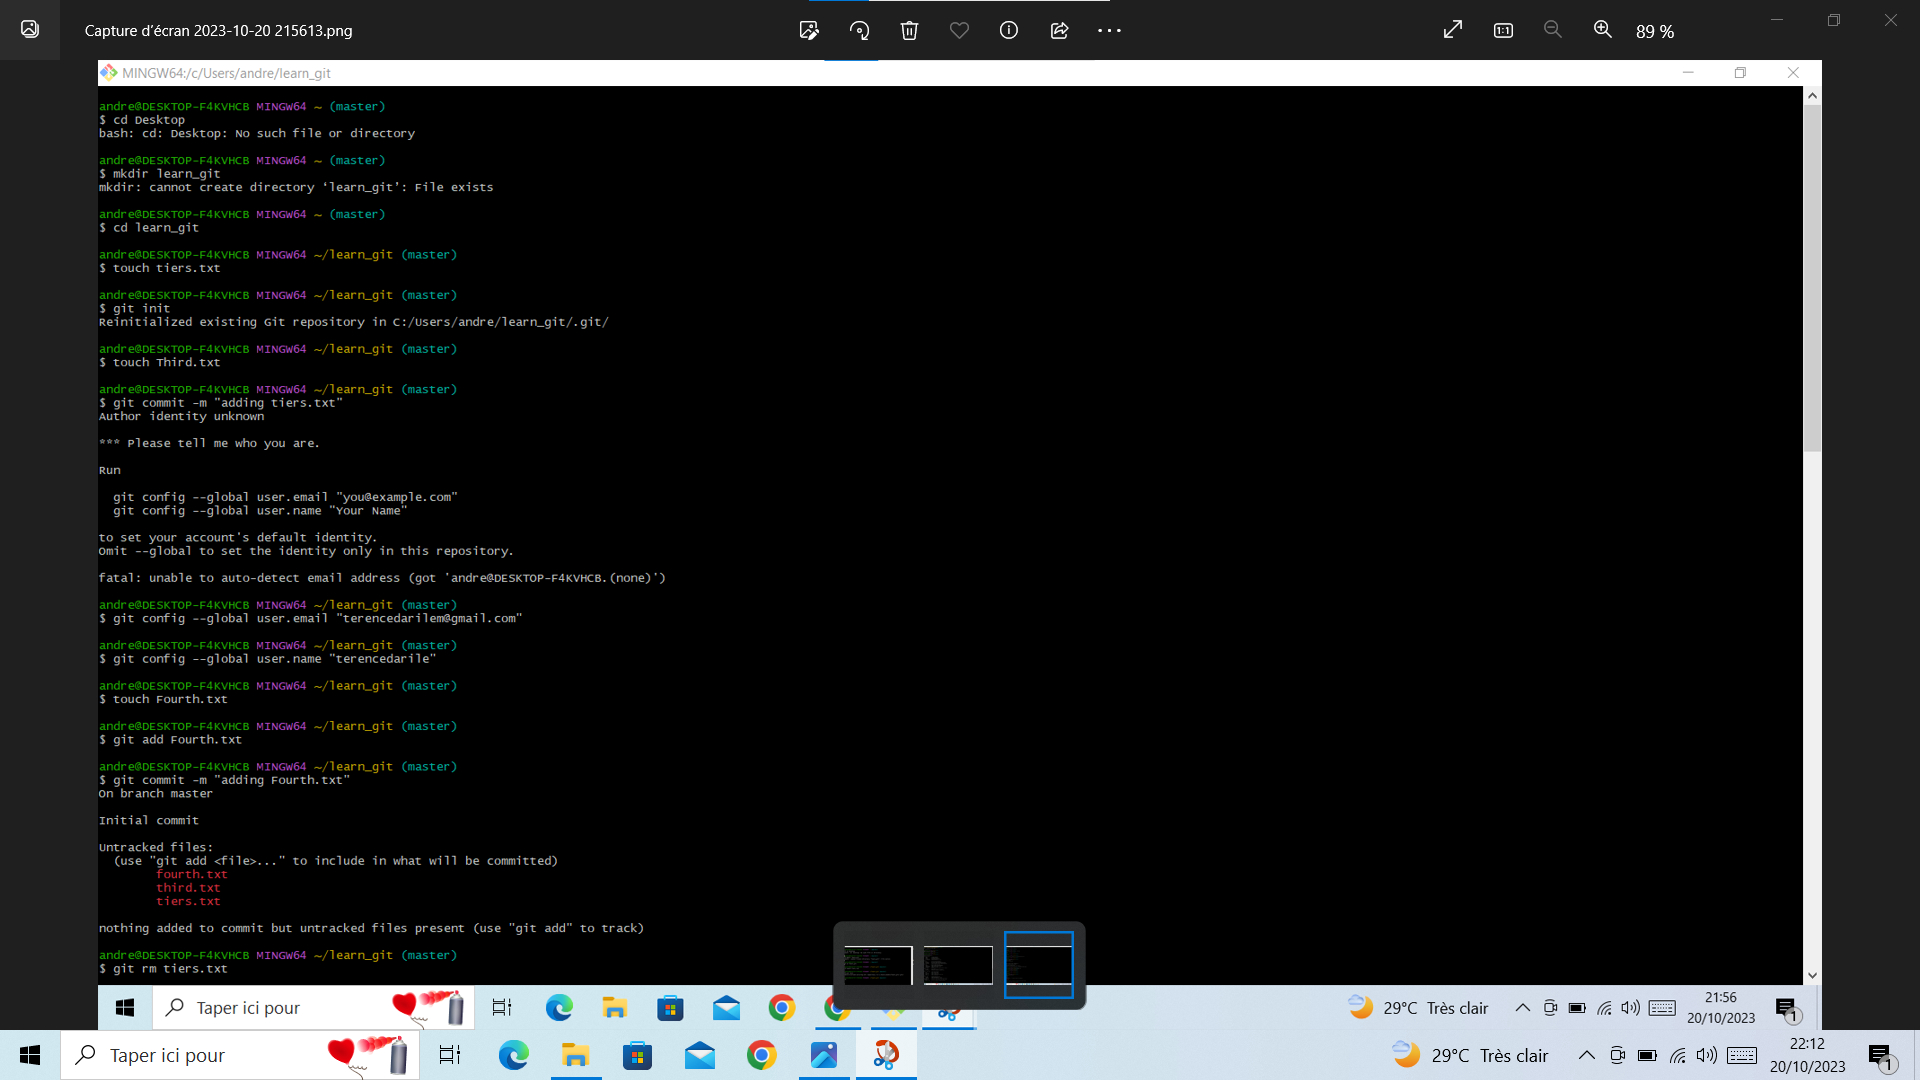 Capture d'écran 2023-10-20 215613.png
89 %
MINGW64:/c/Users/andre/learn_git
andre@DESKTOP-F4KVHCB MINGW64 ~ (master)
$ cd Desktop
bash: cd: Desktop: No such file or directory
andre@DESKTOP-F4KVHCB MINGW64 ~ (master)
$ mkdir learn_git
mkdir: cannot create directory ‘learn_git’: File exists
andre@DESKTOP-F4KVHCB MINGW64 ~ (master)
$ cd learn_git
andre@DESKTOP-F4KVHCB MINGW64 ~/learn_git (master)
$ touch tiers.txt
andre@DESKTOP-F4KVHCB MINGW64 ~/learn_git (master)
$ git init
Reinitialized existing Git repository in C:/Users/andre/learn_git/.git/
andre@DESKTOP-F4KVHCB MINGW64 ~/learn_git (master)
$ touch Third.txt
andre@DESKTOP-F4KVHCB MINGW64 ~/learn_git (master)
$ git commit -m "adding tiers.txt"
Author identity unknown
*** Please tell me who you are.
Run
git config --global user.email "you@example.com"
git config --global user.name "Your Name"
to set your account's default identity.
Omit --global to set the identity only in this repository.
fatal: unable to auto-detect email address (got 'andre@DESKTOP-F4KVHCB.(none)')
andre@DESKTOP-F4KVHCB MINGW64 ~/learn_git (master)
$ git config --global user.email "terencedarilem@gmail.com"
andre@DESKTOP-F4KVHCB MINGW64 ~/learn_git (master)
$ git config --global user.name "terencedarile"
andre@DESKTOP-F4KVHCB MINGW64 ~/learn_git (master)
$ touch Fourth.txt
andre@DESKTOP-F4KVHCB MINGW64 ~/learn_git (master)
$ git add Fourth.txt
andre@DESKTOP-F4KVHCB MINGW64 ~/learn_git (master)
$ git commit -m "adding Fourth.txt"
On branch master
Initial commit
Untracked files:
(use "git add <file>..." to include in what will be committed)
fourth.txt
third.txt
tiers.txt
nothing added to commit but untracked files present (use "git add" to track)
andre@DESKTOP-F4KVHCB MINGW64 ~/learn_git (master)
$ git rm tiers.txt
Taper ici pour
29°C Très clair
21:56
20/10/2023
1
Taper ici pour
29°C Très clair
22:12
20/10/2023
1